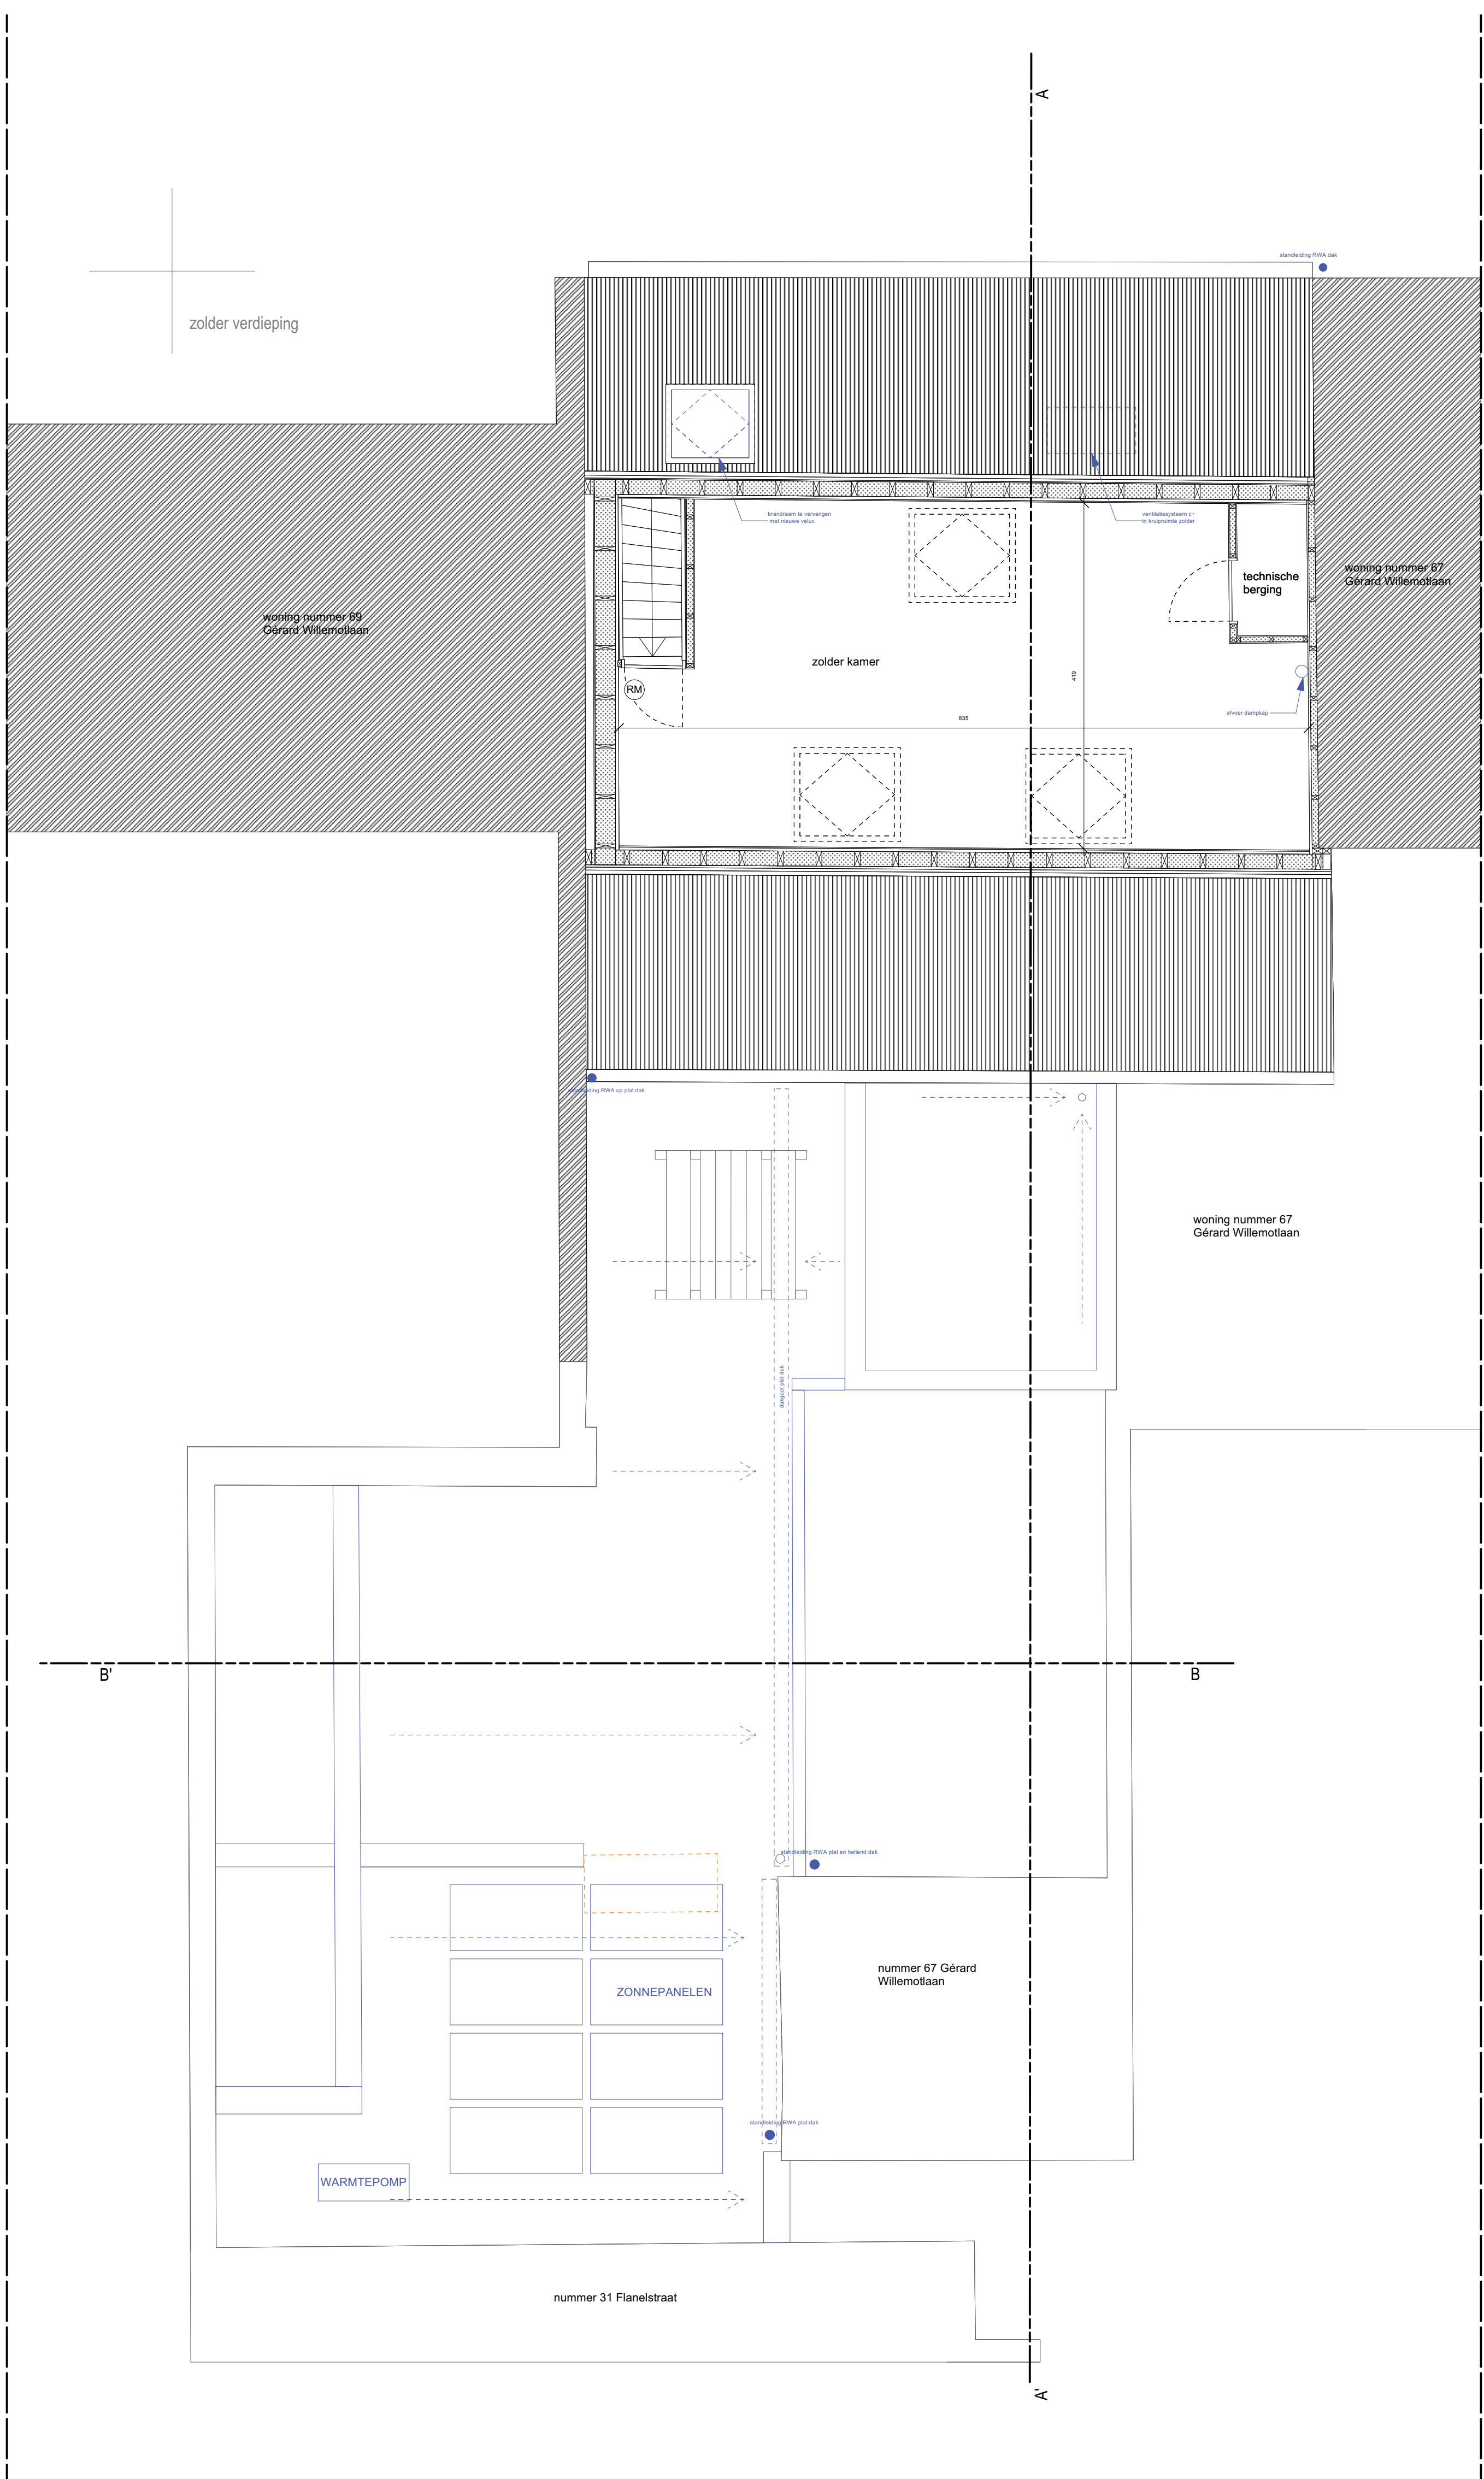 A
standleiding RWA dak
zolder verdieping
brandraam te vervangen
met nieuwe velux
ventilatiesysteem c+
in kruipruimte zolder
woning nummer 67
Gérard Willemotlaan
technische
berging
woning nummer 69
Gérard Willemotlaan
zolder kamer
419
RM
afvoer dampkap
835
standleiding RWA op plat dak
woning nummer 67
Gérard Willemotlaan
dakgoot plat dak
B'
B
standleiding RWA plat en hellend dak
nummer 67 Gérard
Willemotlaan
ZONNEPANELEN
standleiding RWA plat dak
WARMTEPOMP
nummer 31 Flanelstraat
A'